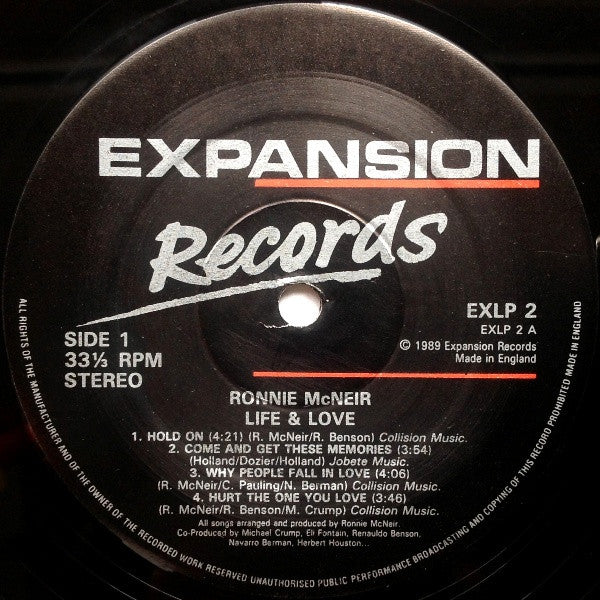 EXPANSION
Records
SIDE 1
33⅓ RPM
STEREO
EXLP 2
EXLP 2 A
© 1989 Expansion Records
Made in England
RONNIE McNEIR
LIFE & LOVE
1. HOLD ON (4:21) (R. McNeir/R. Benson) Collision Music.
2. COME AND GET THESE MEMORIES (3:54)
(Holland/Dozier/Holland) Jobete Music.
3. WHY PEOPLE FALL IN LOVE (4:06)
(R. McNeir/C. Pauling/N. Berman) Collision Music.
4. HURT THE ONE YOU LOVE (3:46)
(R. McNeir/R. Benson/M. Crump) Collision Music.
All songs arranged and produced by Ronnie McNeir.
Co-Produced by Michael Crump, Eli Fontain, Renauldo Benson,
Navarro Berman, Herbert Houston...
ALL RIGHTS OF THE MANUFACTURER AND OF THE OWNER OF THE RECORDED WORK RESERVED UNAUTHORISED PUBLIC PERFORMANCE BROADCASTING AND COPYING OF THIS RECORD PROHIBITED MADE IN ENGLAND